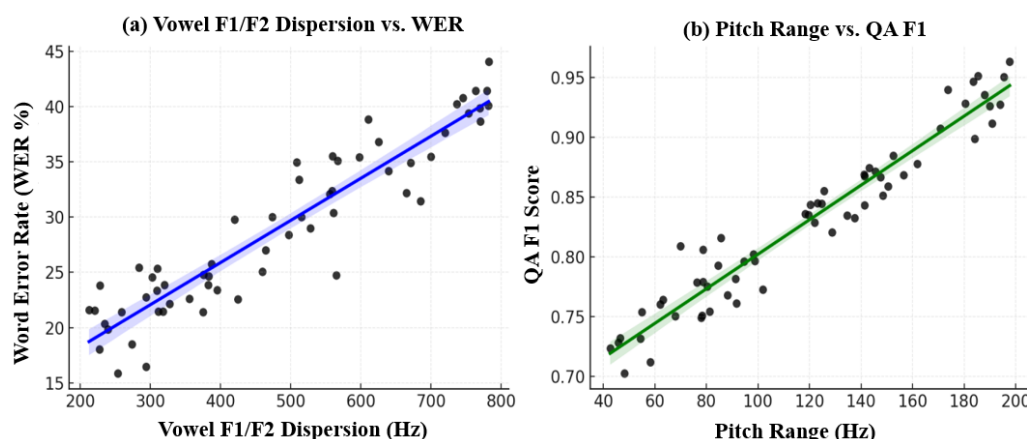 (a) Vowel F1/F2 Dispersion vs. WER
Word Error Rate (WER %)
45
40
35
30
25
20
15
200 300 400 500 600 700 800
Vowel F1/F2 Dispersion (Hz)
(b) Pitch Range vs. QA F1
QA F1 Score
0.95
0.90
0.85
0.80
0.75
0.70
40 60 80 100 120 140 160 180 200
Pitch Range (Hz)